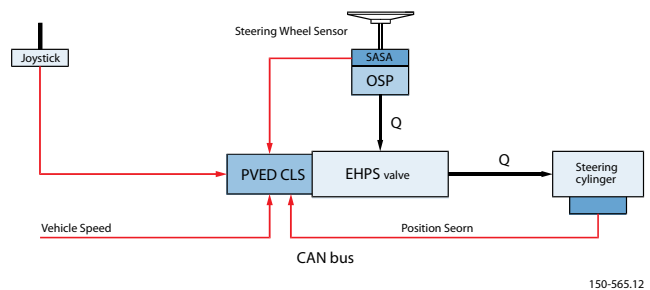 Steering Wheel Sensor
Joystick
SASA
OSP
Q
PVED CLS
EHPS valve
Q
Steering
cylinger
Vehicle Speed
Position Seorn
CAN bus
150-565.12